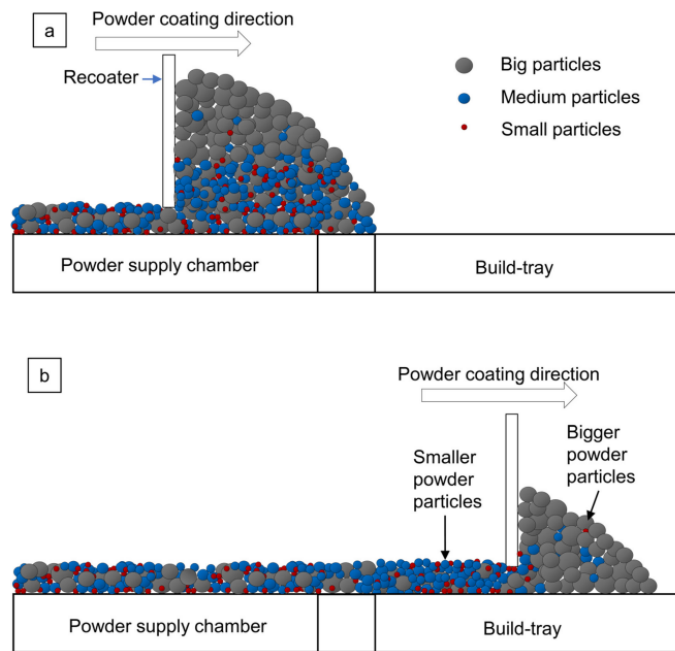 a
Powder coating direction
Recoater
Big particles
Medium particles
Small particles
Powder supply chamber
Build-tray
b
Powder coating direction
Smaller
powder
particles
Bigger
powder
particles
Powder supply chamber
Build-tray